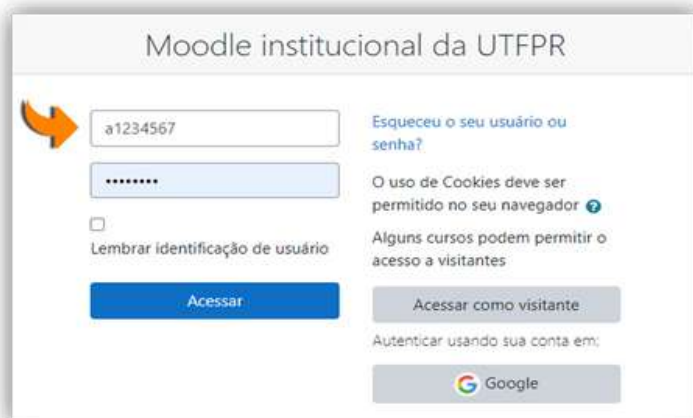 Moodle institucional da UTFPR
a1234567
••••••••
Lembrar identificação de usuário
Acessar
Esqueceu o seu usuário ou
senha?
O uso de Cookies deve ser
permitido no seu navegador ?
Alguns cursos podem permitir o
acesso a visitantes
Acessar como visitante
Autenticar usando sua conta em:
G Google